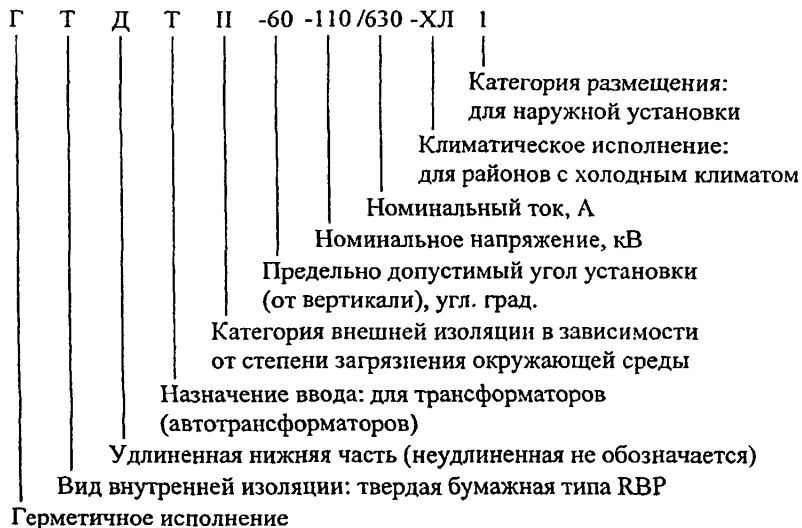 Г Т Д Т II -60 -110 /630 -ХЛ 1
Категория размещения:
для наружной установки
Климатическое исполнение:
для районов с холодным климатом
Номинальный ток, А
Номинальное напряжение, кВ
Предельно допустимый угол установки
(от вертикали), угл. град.
Категория внешней изоляции в зависимости
от степени загрязнения окружающей среды
Назначение ввода: для трансформаторов
(автотрансформаторов)
Удлиненная нижняя часть (неудлиненная не обозначается)
Вид внутренней изоляции: твердая бумажная типа RBP
Герметичное исполнение